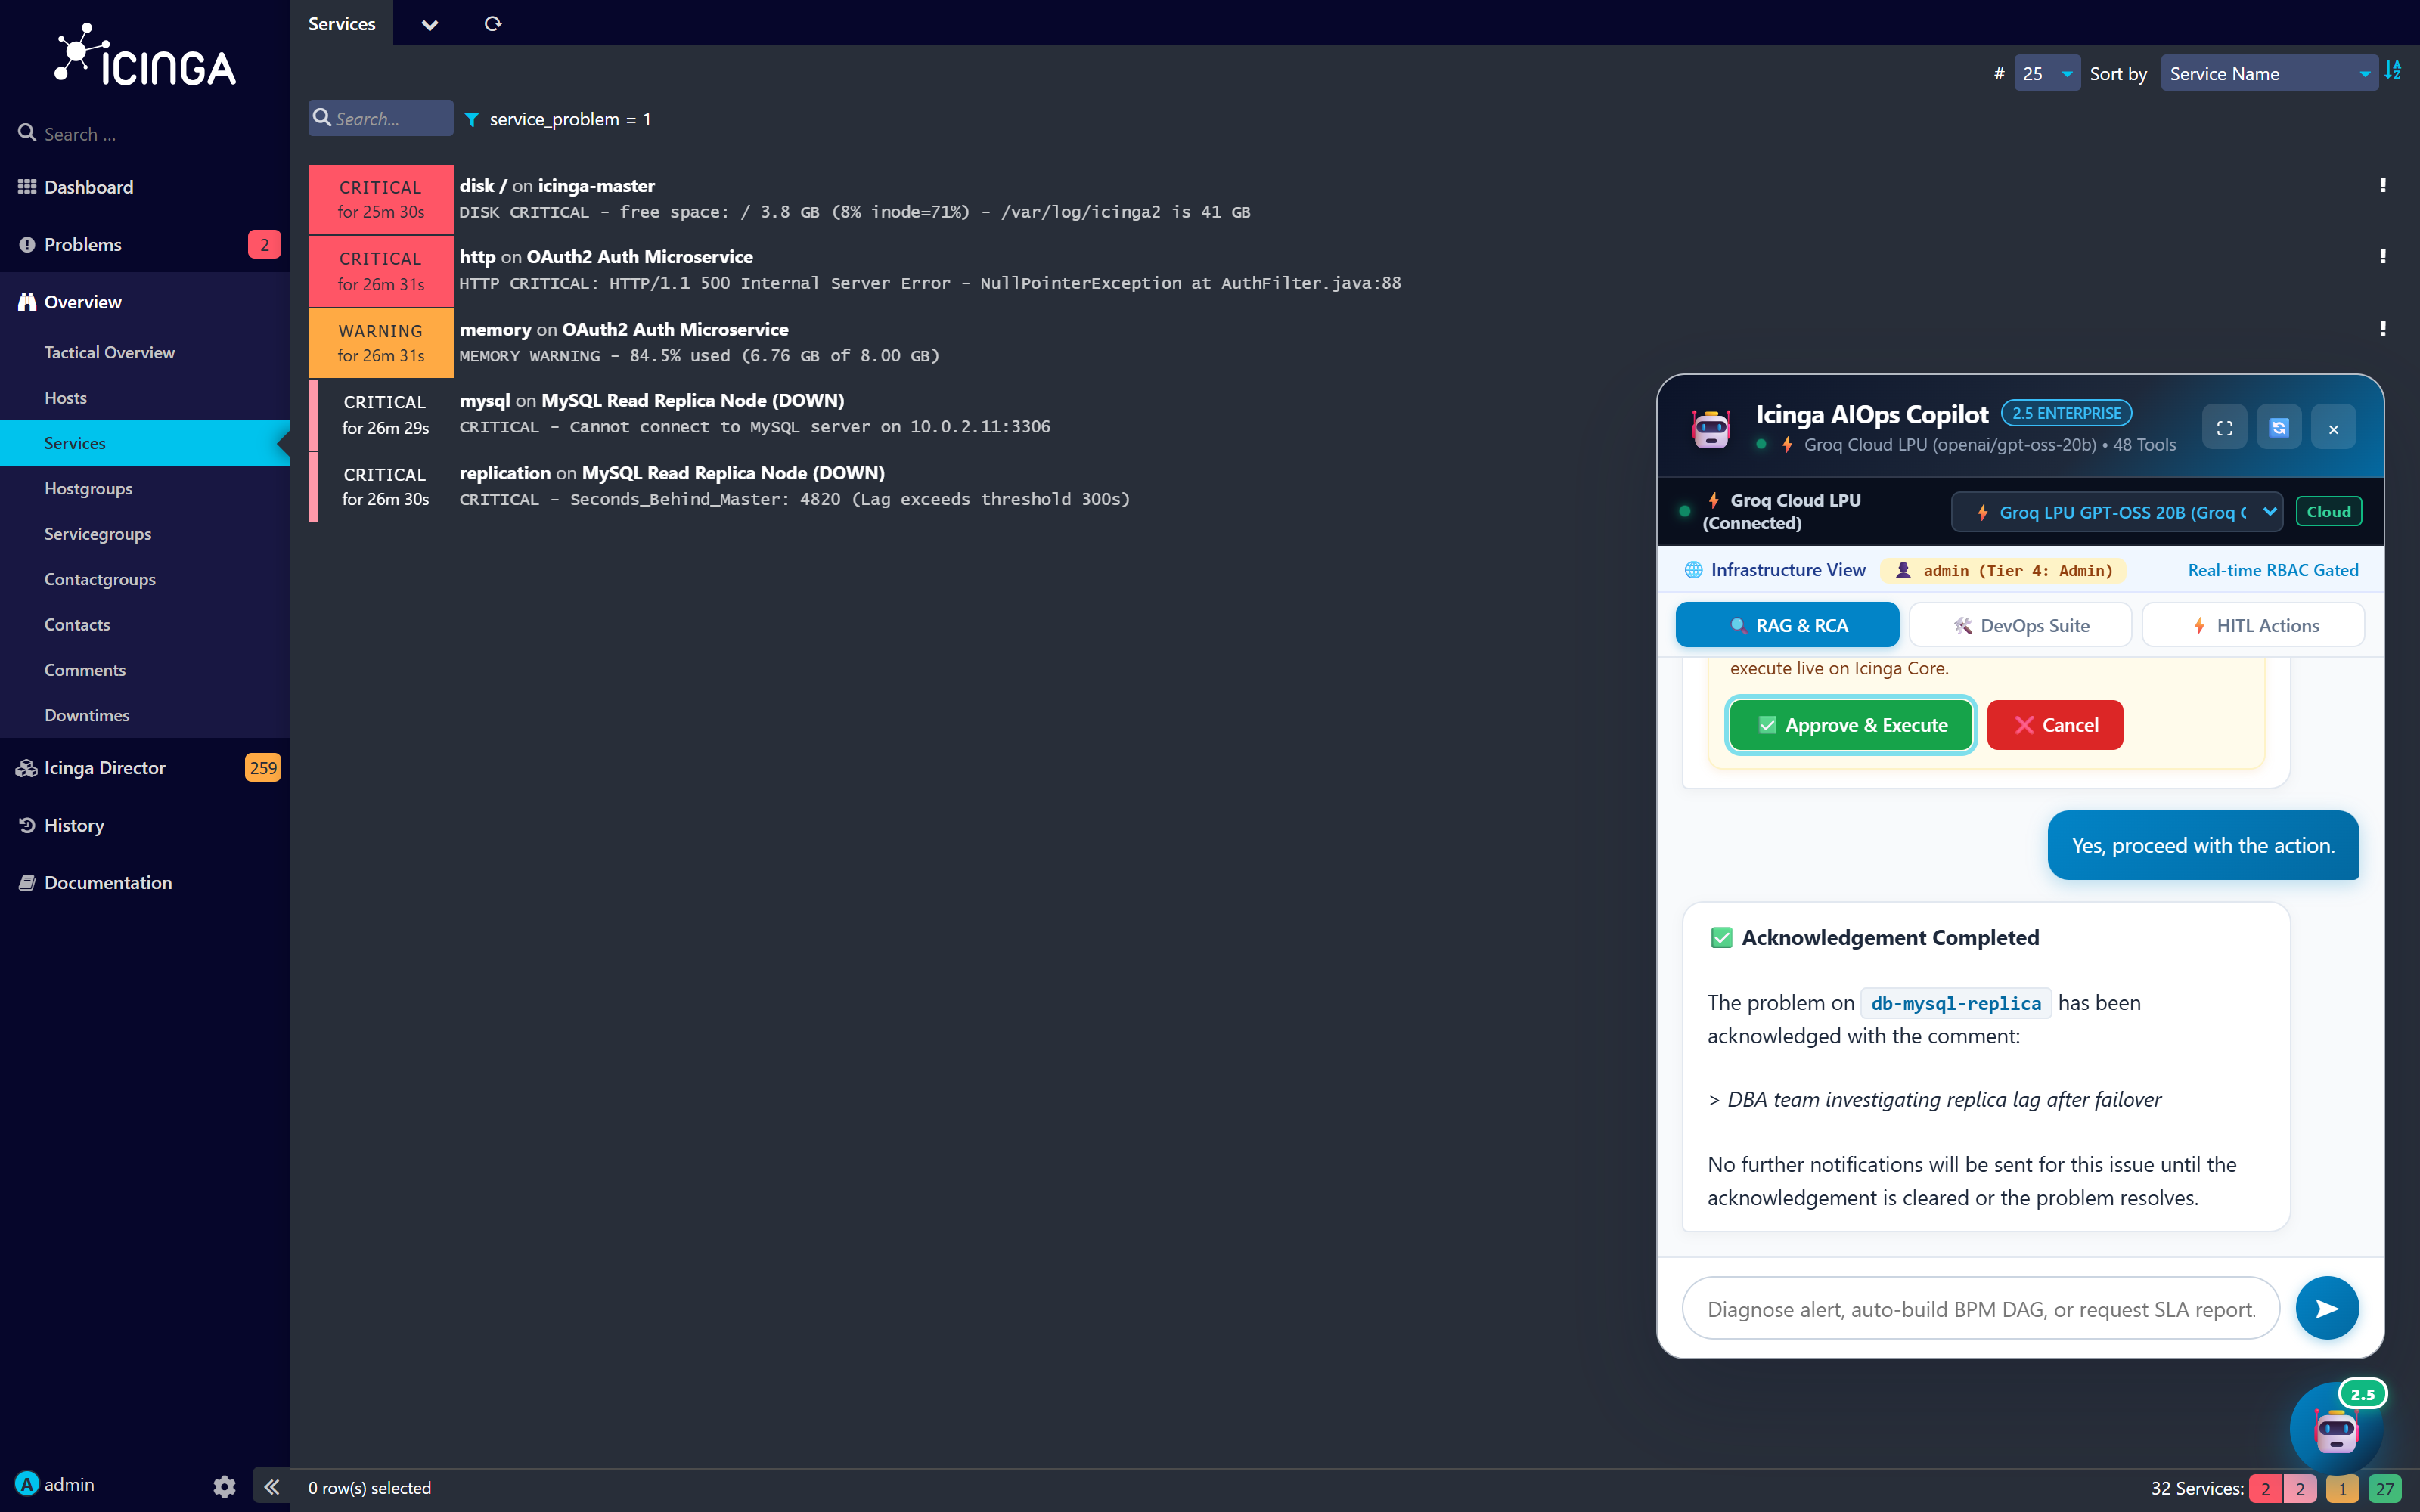 ICINGA
Search ...
Dashboard
Problems
2
Overview
Tactical Overview
Hosts
Services
Hostgroups
Servicegroups
Contactgroups
Contacts
Comments
Downtimes
Icinga Director
259
History
Documentation
A admin
Services
# 25 Sort by Service Name
Search...
service_problem = 1
CRITICAL
for 25m 30s
disk / on icinga-master
DISK CRITICAL - free space: / 3.8 GB (8% inode=71%) - /var/log/icinga2 is 41 GB
CRITICAL
for 26m 31s
http on OAuth2 Auth Microservice
HTTP CRITICAL: HTTP/1.1 500 Internal Server Error - NullPointerException at AuthFilter.java:88
WARNING
for 26m 31s
memory on OAuth2 Auth Microservice
MEMORY WARNING - 84.5% used (6.76 GB of 8.00 GB)
CRITICAL
for 26m 29s
mysql on MySQL Read Replica Node (DOWN)
CRITICAL - Cannot connect to MySQL server on 10.0.2.11:3306
CRITICAL
for 26m 30s
replication on MySQL Read Replica Node (DOWN)
CRITICAL - Seconds_Behind_Master: 4820 (Lag exceeds threshold 300s)
Icinga AIOps Copilot 2.5 ENTERPRISE
Groq Cloud LPU (openai/gpt-oss-20b) • 48 Tools
Groq Cloud LPU
(Connected)
Groq LPU GPT-OSS 20B (Groq C
Cloud
Infrastructure View
admin (Tier 4: Admin)
Real-time RBAC Gated
RAG & RCA
DevOps Suite
HITL Actions
execute live on Icinga Core.
Approve & Execute
Cancel
Yes, proceed with the action.
Acknowledgement Completed
The problem on db-mysql-replica has been
acknowledged with the comment:
> DBA team investigating replica lag after failover
No further notifications will be sent for this issue until the
acknowledgement is cleared or the problem resolves.
Diagnose alert, auto-build BPM DAG, or request SLA report.
2.5
0 row(s) selected
32 Services: 2 2 1 27